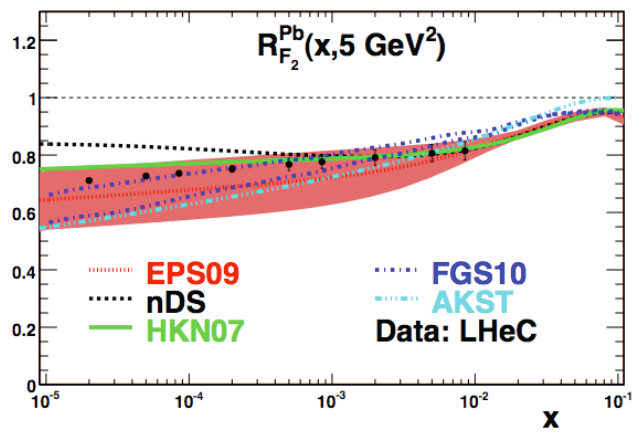 R_{F_2}^{Pb}(x,5 GeV²)
1.2
1
0.8
0.6
0.4
0.2
0
EPS09 FGS10
nDS AKST
HKN07 Data: LHeC
10⁻⁵ 10⁻⁴ 10⁻³ 10⁻² 10⁻¹
x